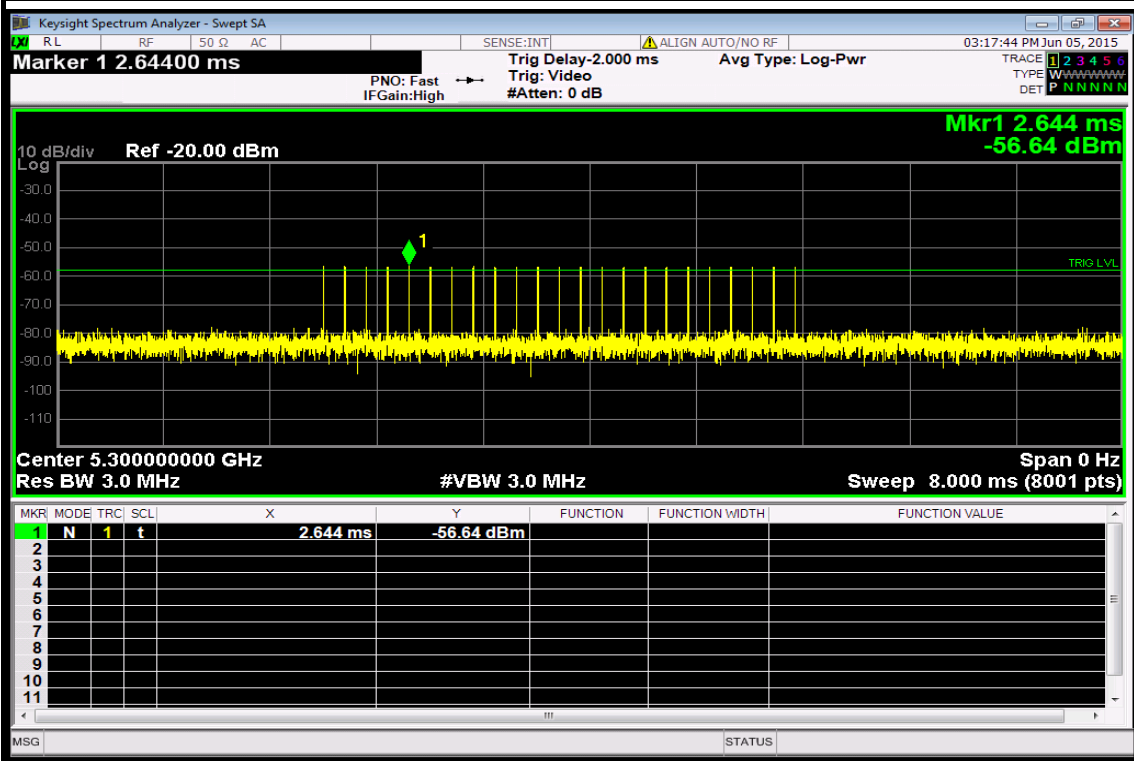 Keysight Spectrum Analyzer - Swept SA
LXI RL RF 50 Ω AC SENSE:INT ALIGN AUTO/NO RF 03:17:44 PM Jun 05, 2015
Marker 1 2.64400 ms
PNO: Fast
IFGain:High
Trig Delay-2.000 ms
Trig: Video
#Atten: 0 dB
Avg Type: Log-Pwr
TRACE 1 2 3 4 5 6
TYPE WWWWWW
DET P N N N N N
Mkr1 2.644 ms
-56.64 dBm
10 dB/div Ref -20.00 dBm
Log
-30.0
-40.0
-50.0
1
-60.0
TRIG LVL
-70.0
-80.0
-90.0
-100
-110
Center 5.300000000 GHz Span 0 Hz
Res BW 3.0 MHz #VBW 3.0 MHz Sweep 8.000 ms (8001 pts)
MKR MODE TRC SCL X Y FUNCTION FUNCTION WIDTH FUNCTION VALUE
1 N 1 t 2.644 ms -56.64 dBm
2
3
4
5
6
7
8
9
10
11
MSG STATUS